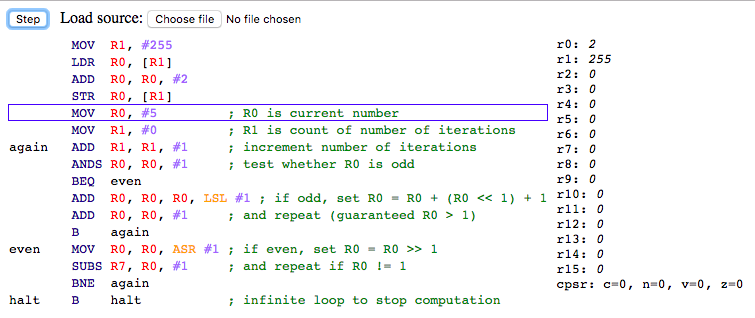 Step Load source: Choose file No file chosen
MOV R1, #255
LDR R0, [R1]
ADD R0, R0, #2
STR R0, [R1]
MOV R0, #5 ; R0 is current number
MOV R1, #0 ; R1 is count of number of iterations
again ADD R1, R1, #1 ; increment number of iterations
ANDS R0, R0, #1 ; test whether R0 is odd
BEQ even
ADD R0, R0, R0, LSL #1 ; if odd, set R0 = R0 + (R0 << 1) + 1
ADD R0, R0, #1 ; and repeat (guaranteed R0 > 1)
B again
even MOV R0, R0, ASR #1 ; if even, set R0 = R0 >> 1
SUBS R7, R0, #1 ; and repeat if R0 != 1
BNE again
halt B halt ; infinite loop to stop computation
r0: 2
r1: 255
r2: 0
r3: 0
r4: 0
r5: 0
r6: 0
r7: 0
r8: 0
r9: 0
r10: 0
r11: 0
r12: 0
r13: 0
r14: 0
r15: 0
cpsr: c=0, n=0, v=0, z=0